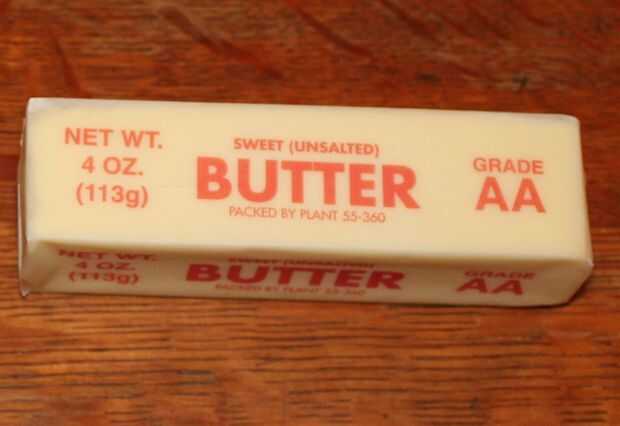 NET WT.
4 OZ.
(113g)
SWEET (UNSALTED)
BUTTER
PACKED BY PLANT 55-360
GRADE
AA
NET WT.
4 OZ.
(113g)
SWEET (UNSALTED)
BUTTER
PACKED BY PLANT 55-360
GRADE
AA